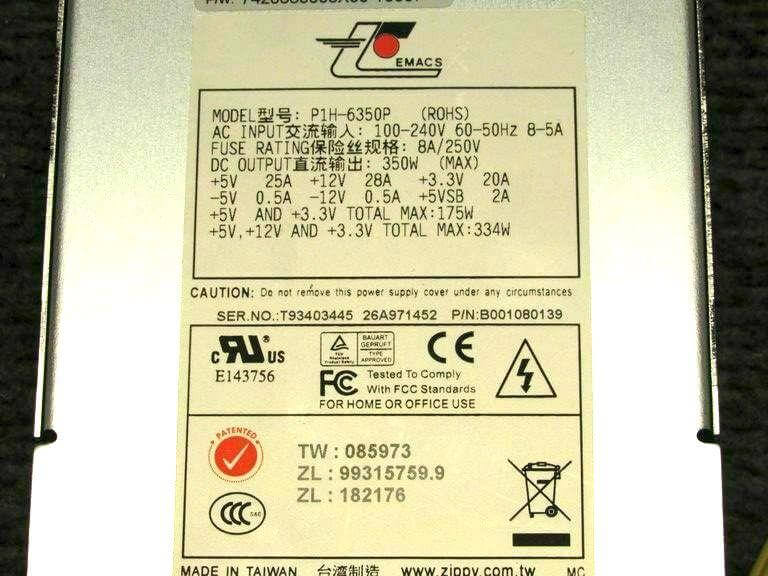 EMACS
MODEL型号: P1H-6350P (ROHS)
AC INPUT交流输入: 100-240V 60-50Hz 8-5A
FUSE RATING保险丝规格: 8A/250V
DC OUTPUT直流输出: 350W (MAX)
+5V 25A +12V 28A +3.3V 20A
-5V 0.5A -12V 0.5A +5VSB 2A
+5V AND +3.3V TOTAL MAX:175W
+5V,+12V AND +3.3V TOTAL MAX:334W
CAUTION: Do not remove this power supply cover under any circumstances
SER.NO.:T93403445 26A971452 P/N:B001080139
c RU US
E143756
BAUART
GEPRUFT
TYPE
APPROVED
CE
FCC Tested To Comply
With FCC Standards
FOR HOME OR OFFICE USE
PATENTED
TW : 085973
ZL : 99315759.9
ZL : 182176
CCC S&E
MADE IN TAIWAN 台湾制造 www.zippy.com.tw MC